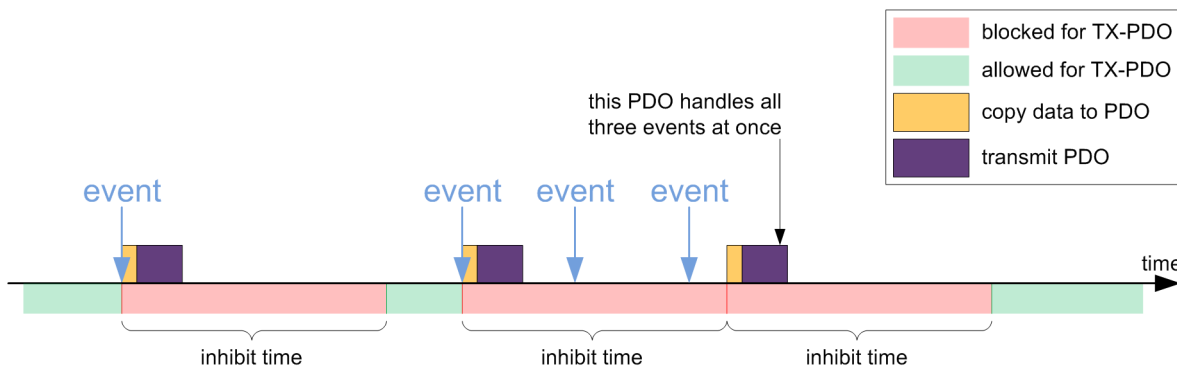 blocked for TX-PDO
allowed for TX-PDO
copy data to PDO
transmit PDO
this PDO handles all
three events at once
event
event
event
event
time
inhibit time
inhibit time
inhibit time